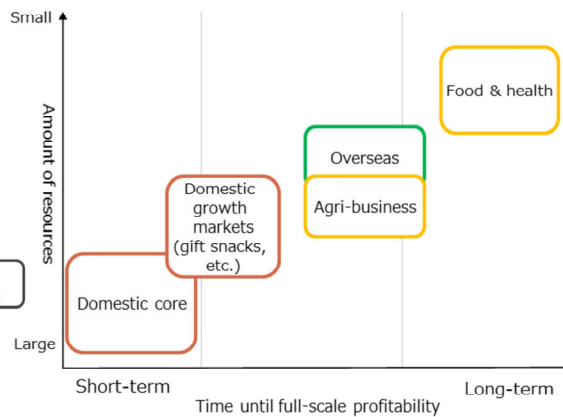 Small
Amount of resources
Large
Food & health
Overseas
Agri-business
Domestic
growth
markets
(gift snacks,
etc.)
Domestic core
Short-term
Long-term
Time until full-scale profitability